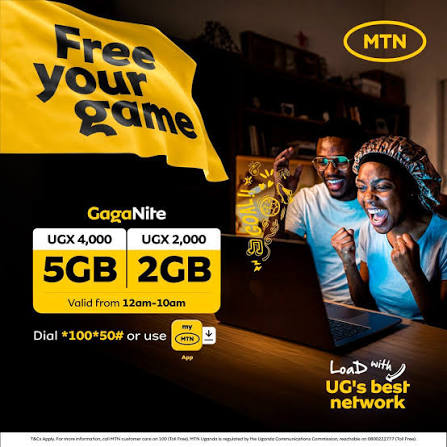 Free
your
game
MTN
GOAL
GagaNite
UGX 4,000
UGX 2,000
5GB
2GB
Valid from 12am-10am
Dial *100*50# or use
my
MTN
App
LoaD with
UG's best
network
T&Cs Apply. For more information, call MTN customer care on 100 (Toll Free). MTN Uganda is regulated by the Uganda Communications Commission, reachable on 0800222777 (Toll Free).